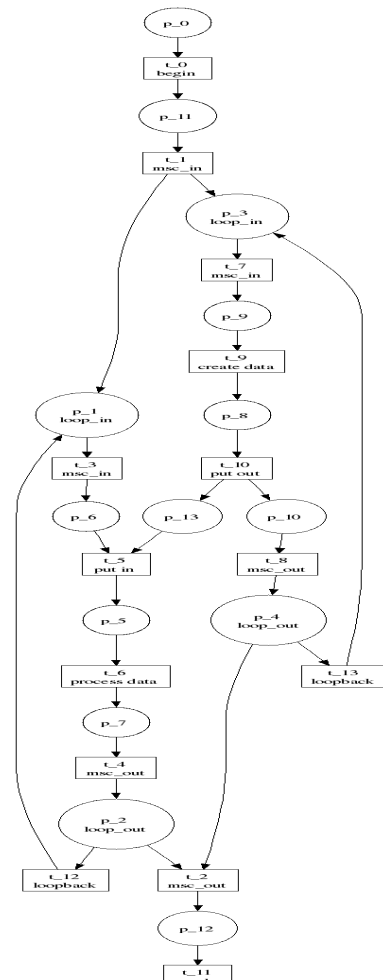 p_0
t_0
begin
p_11
t_1
msc_in
p_3
loop_in
t_7
msc_in
p_9
t_9
create data
p_1
loop_in
p_8
t_3
msc_in
t_10
put out
p_6
p_13
p_10
t_5
put in
t_8
msc_out
p_5
p_4
loop_out
t_6
process data
t_13
loopback
p_7
t_4
msc_out
p_2
loop_out
t_12
loopback
t_2
msc_out
p_12
t_11